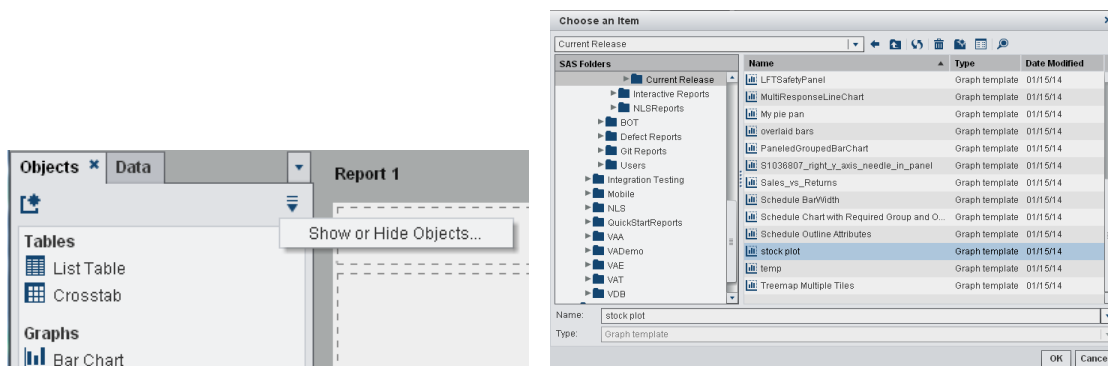 Objects Data
Report 1
Show or Hide Objects...
Tables
List Table
Crosstab
Graphs
Bar Chart
Choose an Item
Current Release
SAS Folders
Current Release
Interactive Reports
NLSReports
BOT
Defect Reports
Git Reports
Users
Integration Testing
Mobile
NLS
QuickStartReports
VAA
VADemo
VAE
VAT
VDB
Name Type Date Modified
LFTSafetyPanel Graph template 01/15/14
MultiResponseLineChart Graph template 01/15/14
My pie pan Graph template 01/15/14
overlaid bars Graph template 01/15/14
PaneledGroupedBarChart Graph template 01/15/14
S1036807_right_y_axis_needle_in_panel Graph template 01/15/14
Sales_vs_Returns Graph template 01/15/14
Schedule BarWidth Graph template 01/15/14
Schedule Chart with Required Group and O... Graph template 01/15/14
Schedule Outline Attributes Graph template 01/15/14
stock plot Graph template 01/15/14
temp Graph template 01/15/14
Treemap Multiple Tiles Graph template 01/15/14
Name: stock plot
Type: Graph template
OK Cance